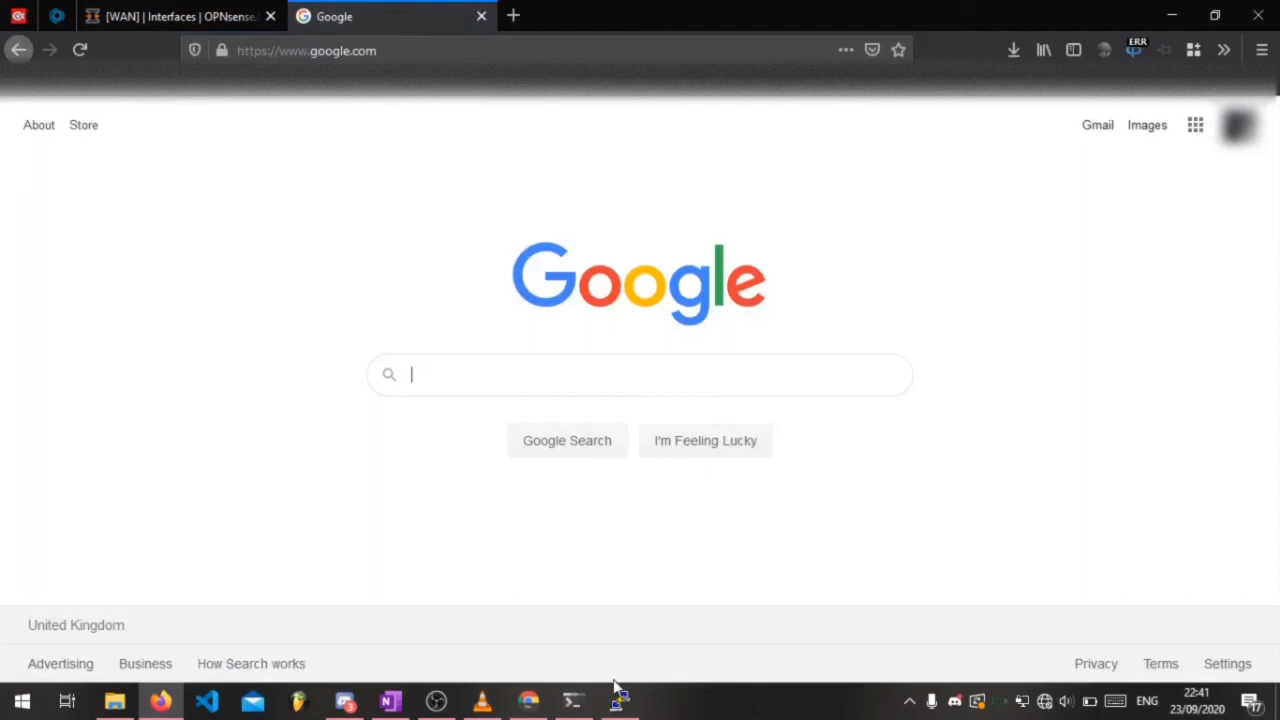 [WAN] | Interfaces | OPNsense.
Google
https://www.google.com
ERR
About Store
Gmail Images
Google
Google Search
I'm Feeling Lucky
United Kingdom
Advertising Business How Search works
Privacy Terms Settings
ENG
22:41
23/09/2020
17